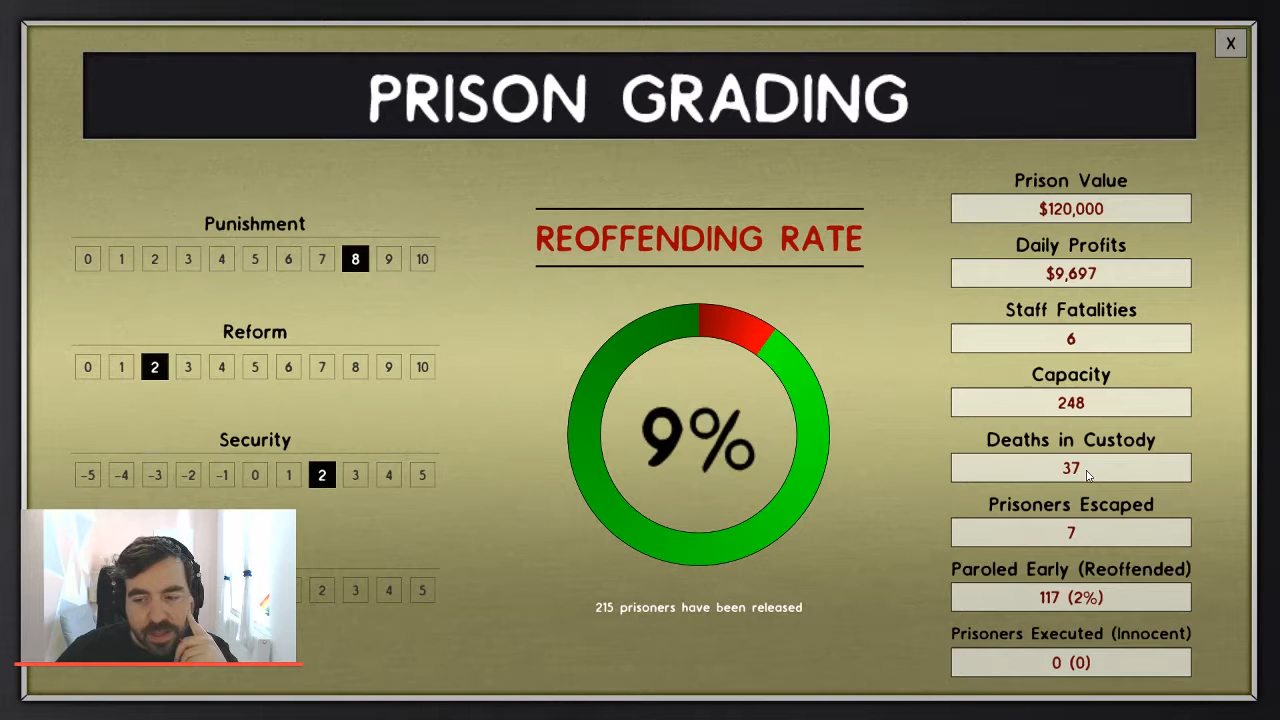 X
PRISON GRADING
Punishment
0 1 2 3 4 5 6 7 8 9 10
Reform
0 1 2 3 4 5 6 7 8 9 10
Security
-5 -4 -3 -2 -1 0 1 2 3 4 5
2 3 4 5
REOFFENDING RATE
9%
215 prisoners have been released
Prison Value
$120,000
Daily Profits
$9,697
Staff Fatalities
6
Capacity
248
Deaths in Custody
37
Prisoners Escaped
7
Paroled Early (Reoffended)
117 (2%)
Prisoners Executed (Innocent)
0 (0)